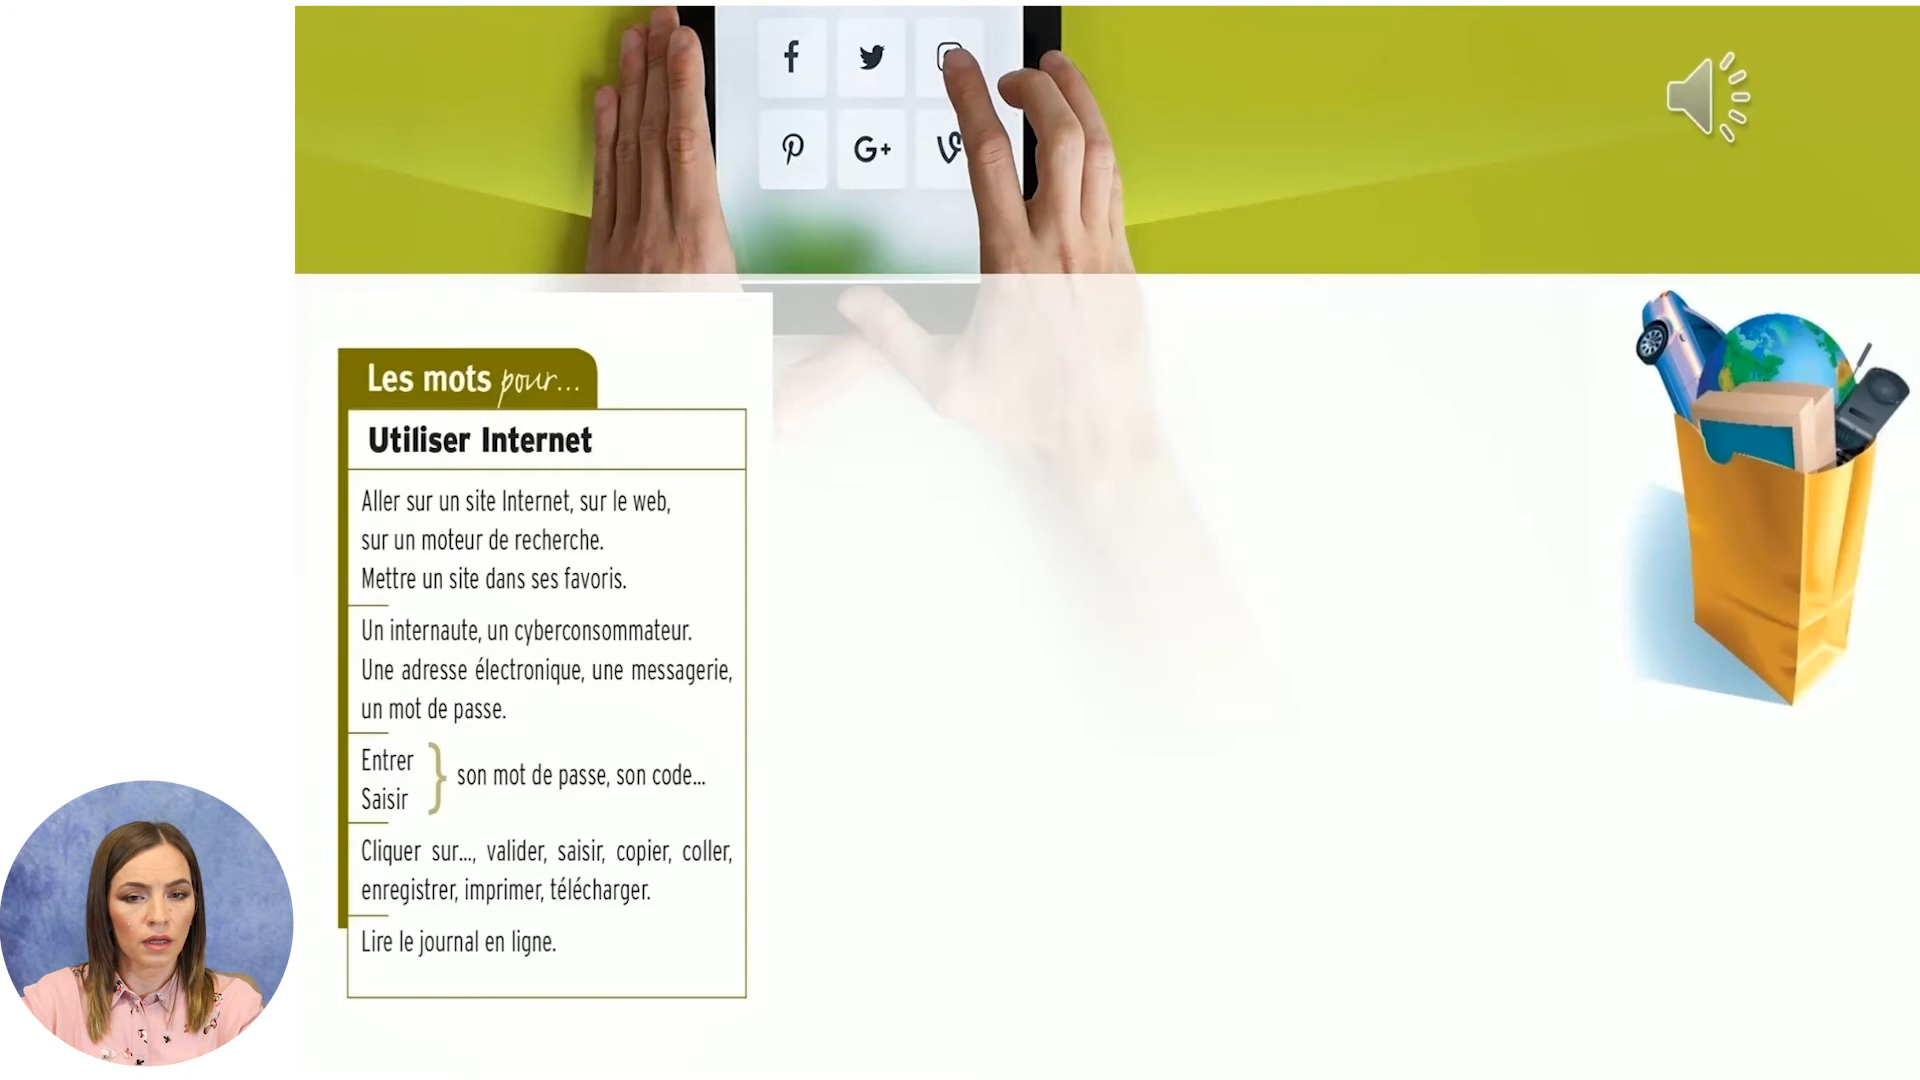 f
G+
Les mots pour...
Utiliser Internet
Aller sur un site Internet, sur le web,
sur un moteur de recherche.
Mettre un site dans ses favoris.
Un internaute, un cyberconsommateur.
Une adresse électronique, une messagerie,
un mot de passe.
Entrer
Saisir
} son mot de passe, son code...
Cliquer sur..., valider, saisir, copier, coller,
enregistrer, imprimer, télécharger.
Lire le journal en ligne.